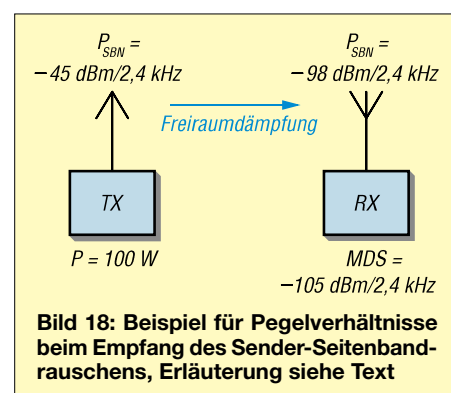 P_SBN =
−45 dBm/2,4 kHz
P_SBN =
−98 dBm/2,4 kHz
Freiraumdämpfung
TX
RX
P = 100 W
MDS =
−105 dBm/2,4 kHz
Bild 18: Beispiel für Pegelverhältnisse
beim Empfang des Sender-Seitenband-
rauschens, Erläuterung siehe Text